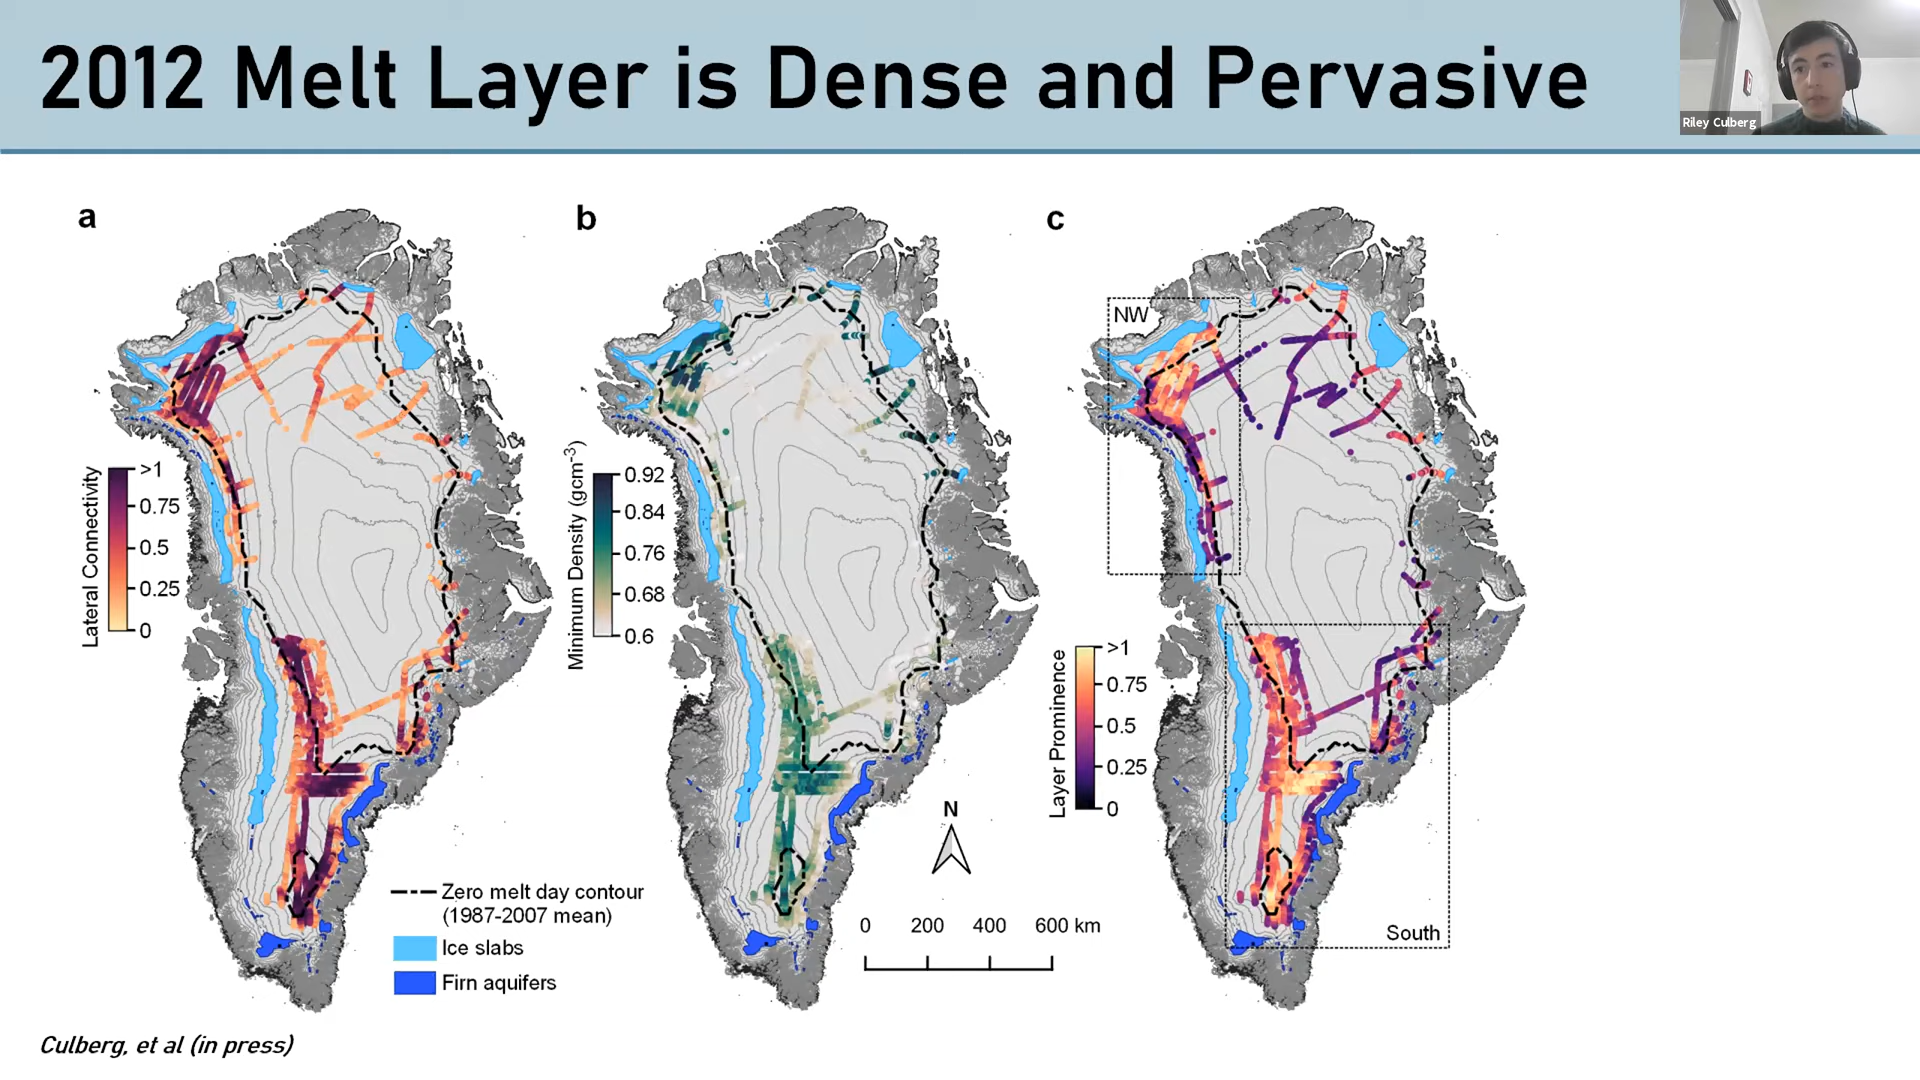 2012 Melt Layer is Dense and Pervasive
Riley Culberg
a
b
c
NW
Lateral Connectivity
>1
0.75
0.5
0.25
0
Minimum Density (gcm⁻³)
0.92
0.84
0.76
0.68
0.6
Layer Prominence
>1
0.75
0.5
0.25
0
N
Zero melt day contour
(1987-2007 mean)
Ice slabs
Firn aquifers
0 200 400 600 km
South
Culberg, et al (in press)